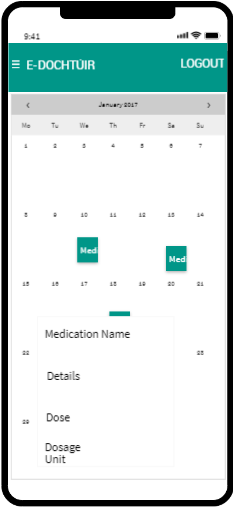 9:41
☰ E-DOCHTÚIR LOGOUT
‹ January 2017 ›
Mo Tu We Th Fr Sa Su
1 2 3 4 5 6 7
8 9 10 11 12 13 14
Med Med
15 16 17 18 19 20 21
22 28
29
Medication Name
Details
Dose
Dosage
Unit